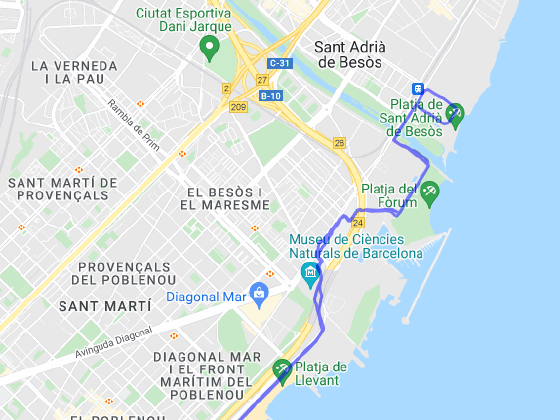 Ciutat Esportiva
Dani Jarque
Sant Adrià
de Besòs
C-31
LA VERNEDA
I LA PAU
27
2
B-10
209
Rambla de Prim
Platja de
Sant Adrià
de Besòs
26
SANT MARTÍ DE
PROVENÇALS
EL BESÒS I
EL MARESME
Platja del
Fòrum
24
Museu de Ciències
Naturals de Barcelona
PROVENÇALS
DEL POBLENOU
Diagonal Mar
SANT MARTÍ
Avinguda Diagonal
DIAGONAL MAR
I EL FRONT
MARÍTIM DEL
POBLENOU
Platja de
Llevant
EL POBLENOU